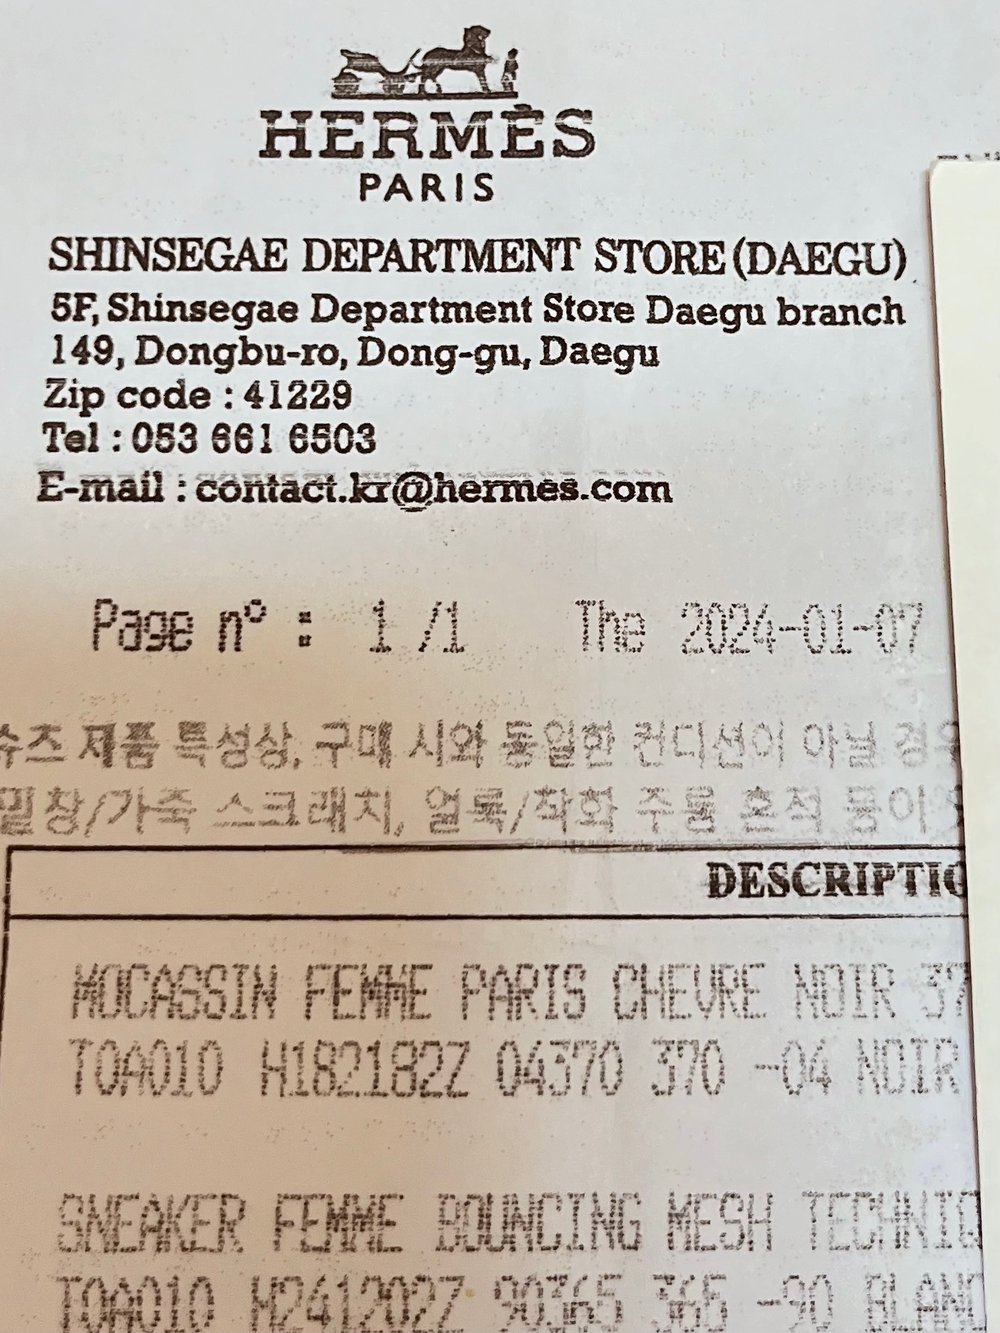 HERMÈS
PARIS
SHINSEGAE DEPARTMENT STORE (DAEGU)
5F, Shinsegae Department Store Daegu branch
149, Dongbu-ro, Dong-gu, Daegu
Zip code : 41229
Tel : 053 661 6503
E-mail : contact.kr@hermes.com
Page nº : 1 /1 The 2024-01-07
슈즈 제품 특성상, 구매 시와 동일한 컨디션이 아닐 경우
밀창/가죽 스크래치, 얼룩/착화 주름 흔적 등이
DESCRIPTIO
MOCASSIN FEMME PARIS CHEVRE NOIR 37
TOA010 H182182Z 04370 370 -04 NOIR
SNEAKER FEMME BOUNCING MESH TECHNIQ
TOA010 H241202Z 90365 365 -90 BLANC